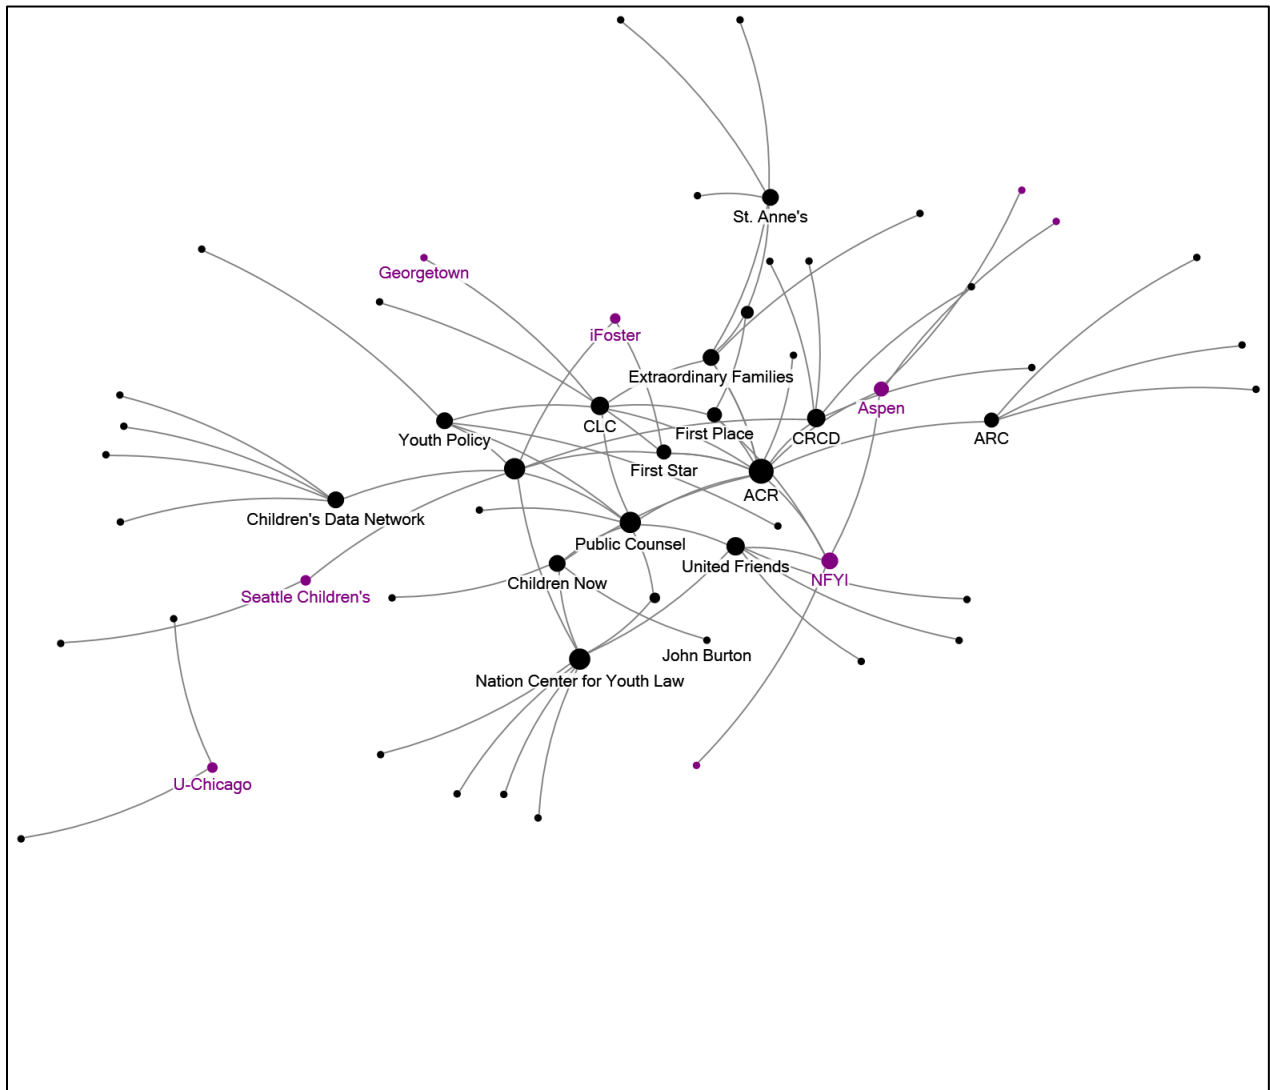 St. Anne's
Georgetown
iFoster
Extraordinary Families
Aspen
CLC
First Place
CRCD
ARC
Youth Policy
First Star
ACR
Children's Data Network
Public Counsel
United Friends
NFYI
Children Now
Seattle Children's
John Burton
Nation Center for Youth Law
U-Chicago